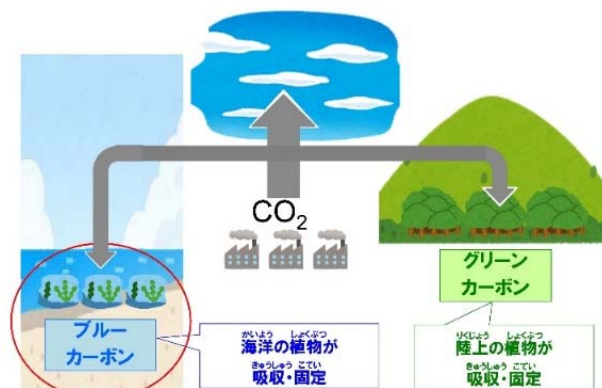 CO2
グリーン
カーボン
ブルー
カーボン
かいよう しょくぶつ
海洋の植物が
きゅうしゅう こてい
吸収・固定
りくじょう しょくぶつ
陸上の植物が
きゅうしゅう こてい
吸収・固定